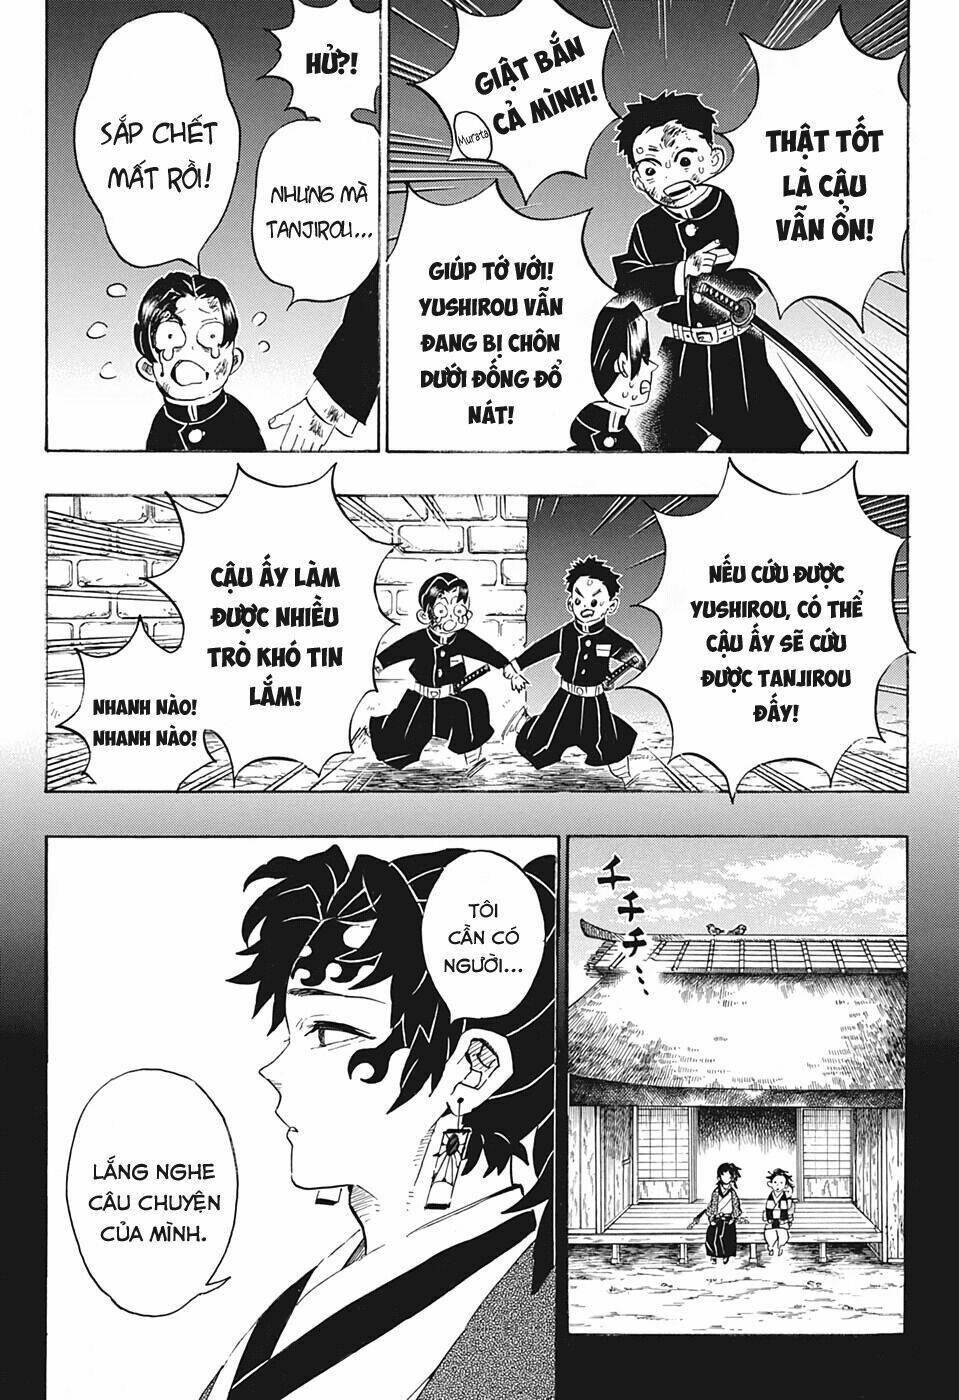 THẬT TỐT
LÀ CẬU
VẪN ỔN!
GIẬT BẮN
CẢ MÌNH!
Murata
GIÚP TỚ VỚI!
YUSHIROU VẪN
ĐANG BỊ CHÔN
DƯỚI ĐỐNG ĐỔ
NÁT!
HỬ?!
NHƯNG MÀ
TANJIROU...
SẮP CHẾT
MẤT RỒI!
NẾU CỨU ĐƯỢC
YUSHIROU, CÓ THỂ
CẬU ẤY SẼ CỨU
ĐƯỢC TANJIROU
ĐẤY!
CẬU ẤY LÀM
ĐƯỢC NHIỀU
TRÒ KHÓ TIN
LẮM!
NHANH NÀO!
NHANH NÀO!
チチチ…
TÔI
CẦN CÓ
NGƯỜI...
LẮNG NGHE
CÂU CHUYỆN
CỦA MÌNH.